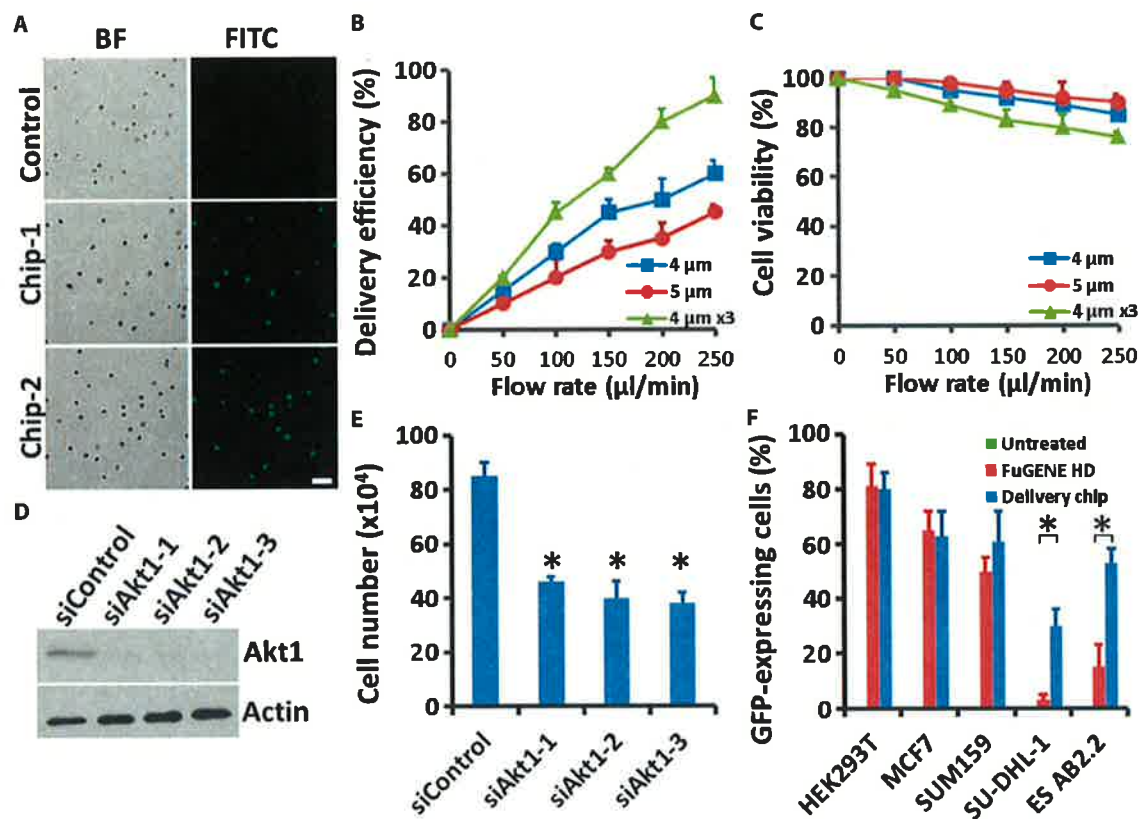 A
BF
FITC
Control
Chip-1
Chip-2
B
Delivery efficiency (%)
100
80
60
40
20
0
4 µm
5 µm
4 µm x3
0 50 100 150 200 250
Flow rate (µl/min)
C
Cell viability (%)
100
80
60
40
20
0
4 µm
5 µm
4 µm x3
0 50 100 150 200 250
Flow rate (µl/min)
D
siControl
siAkt1-1
siAkt1-2
siAkt1-3
Akt1
Actin
E
Cell number (x10⁴)
100
80
60
40
20
0
* * *
siControl
siAkt1-1
siAkt1-2
siAkt1-3
F
GFP-expressing cells (%)
100
80
60
40
20
0
Untreated
FuGENE HD
Delivery chip
* *
HEK293T
MCF7
SUM159
SU-DHL-1
ES AB2.2